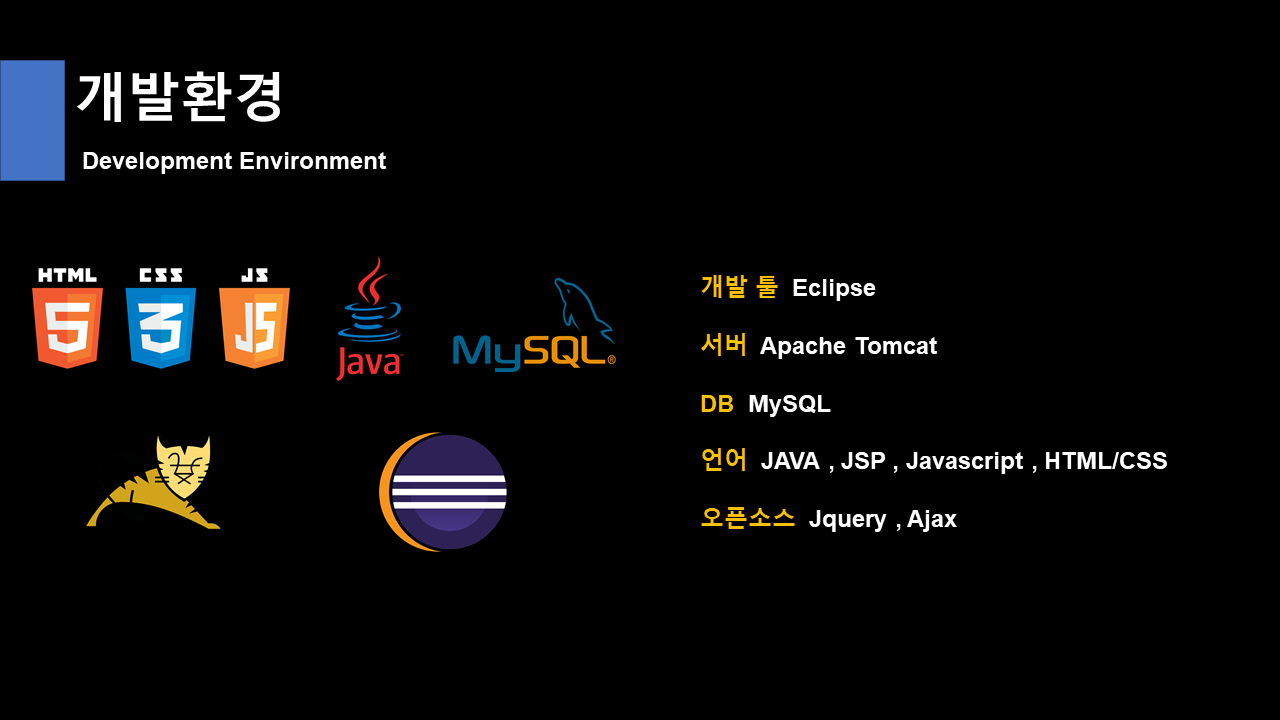 개발환경
Development Environment
HTML CSS JS
5 3 JS
Java
MySQL®
개발 툴 Eclipse
서버 Apache Tomcat
DB MySQL
언어 JAVA , JSP , Javascript , HTML/CSS
오픈소스 Jquery , Ajax